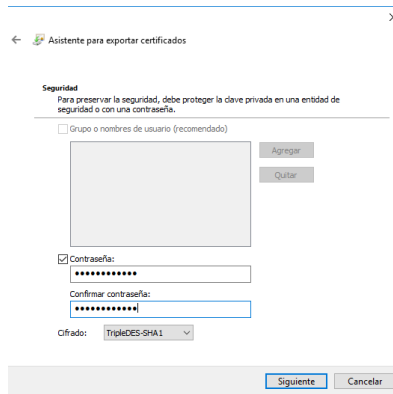 Asistente para exportar certificados
Seguridad
Para preservar la seguridad, debe proteger la clave privada en una entidad de
seguridad o con una contraseña.
Grupo o nombres de usuario (recomendado)
Agregar
Quitar
Contraseña:
●●●●●●●●●●●●
Confirmar contraseña:
●●●●●●●●●●●●
Cifrado: TripleDES-SHA1
Siguiente Cancelar